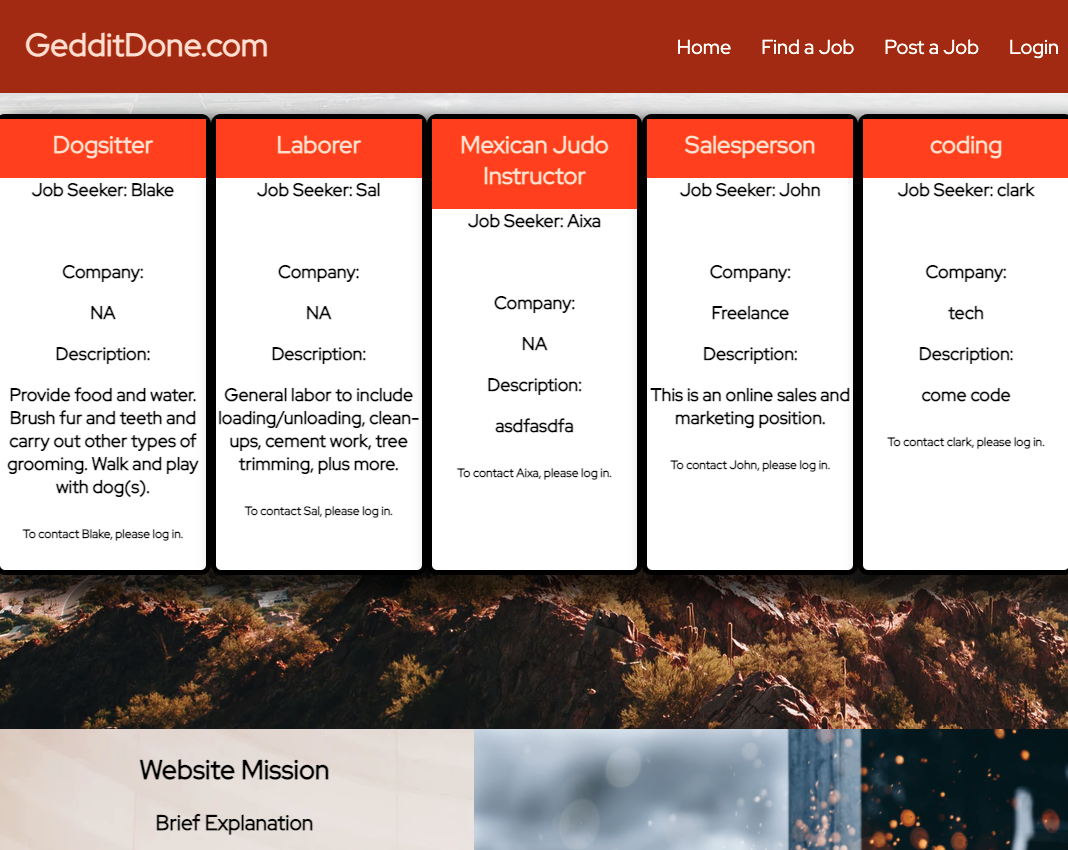 GedditDone.com
Home Find a Job Post a Job Login
Dogsitter
Job Seeker: Blake
Company:
NA
Description:
Provide food and water.
Brush fur and teeth and
carry out other types of
grooming. Walk and play
with dog(s).
To contact Blake, please log in.
Laborer
Job Seeker: Sal
Company:
NA
Description:
General labor to include
loading/unloading, clean-
ups, cement work, tree
trimming, plus more.
To contact Sal, please log in.
Mexican Judo
Instructor
Job Seeker: Aixa
Company:
NA
Description:
asdfasdfa
To contact Aixa, please log in.
Salesperson
Job Seeker: John
Company:
Freelance
Description:
This is an online sales and
marketing position.
To contact John, please log in.
coding
Job Seeker: clark
Company:
tech
Description:
come code
To contact clark, please log in.
Website Mission
Brief Explanation